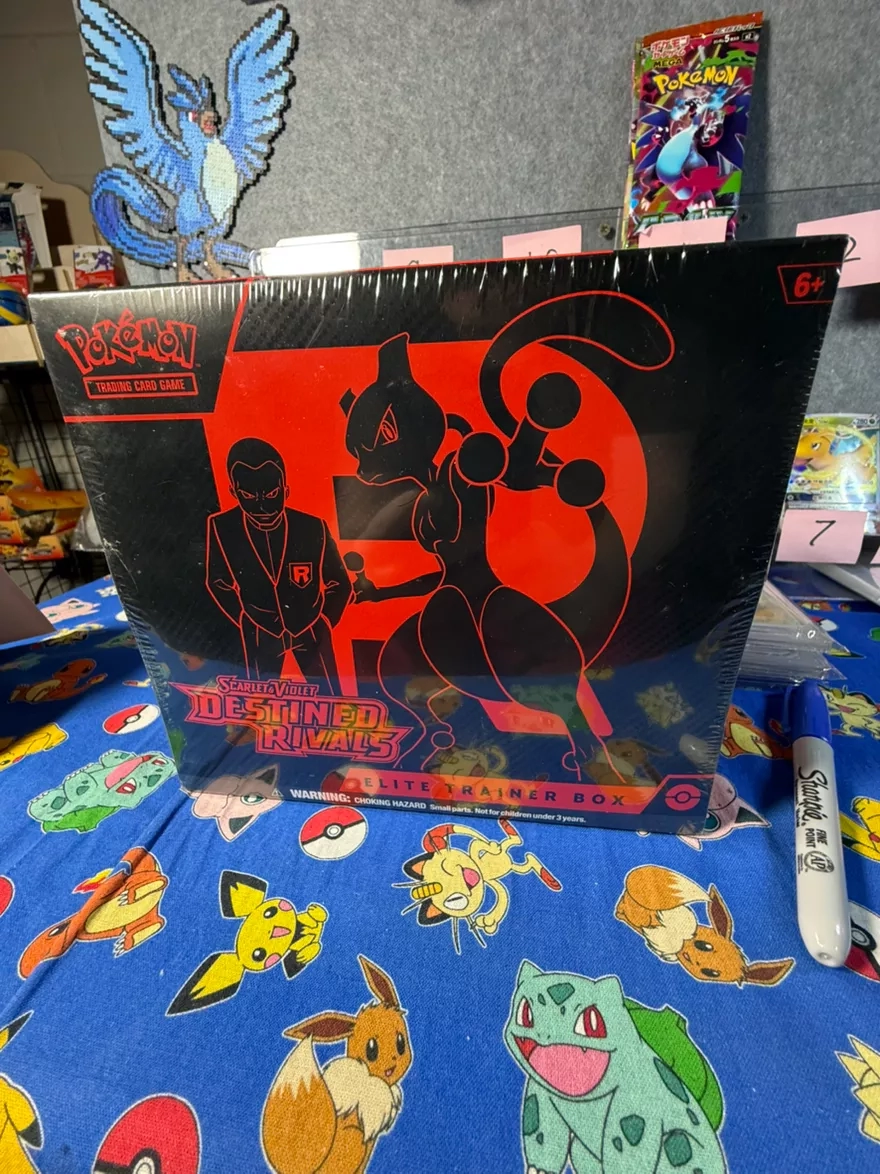 POKÉMON
6+
POKÉMON
TRADING CARD GAME
R
7
SCARLET & VIOLET
DESTINED
RIVALS
ELITE TRAINER BOX
WARNING: CHOKING HAZARD Small parts. Not for children under 3 years.
Sharpie
FINE
POINT
AP